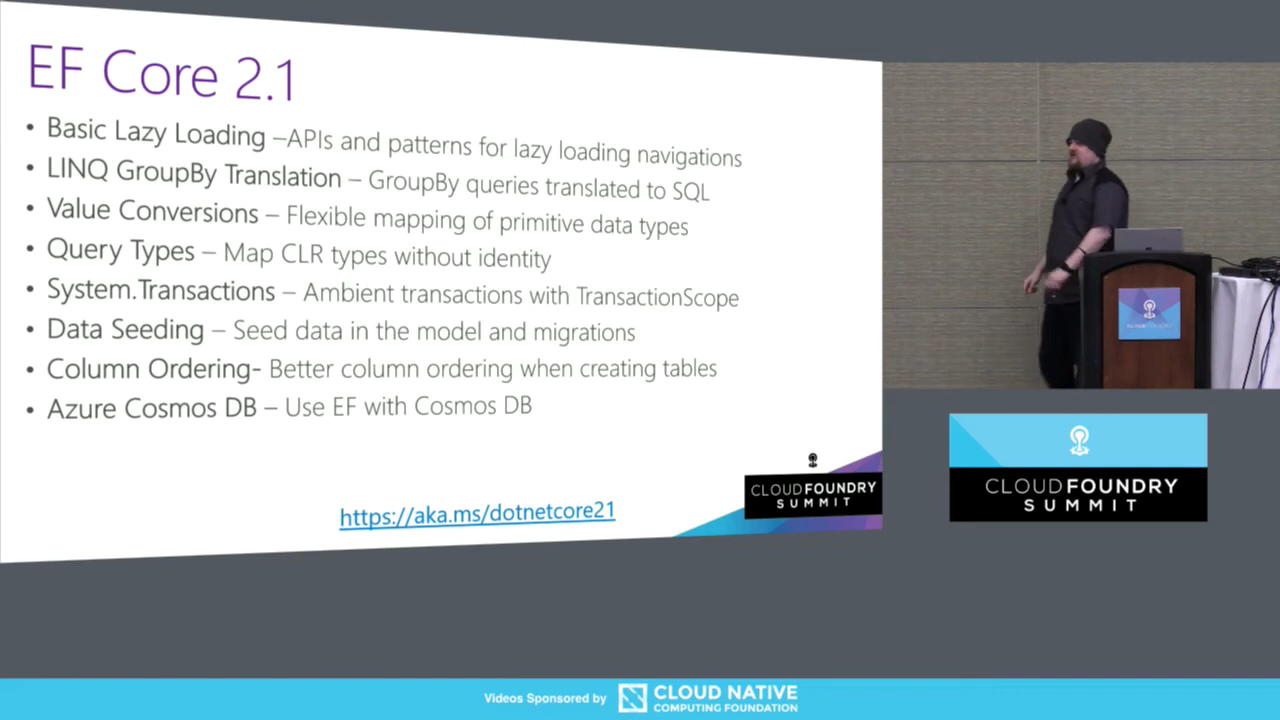 EF Core 2.1
• Basic Lazy Loading –APIs and patterns for lazy loading navigations
• LINQ GroupBy Translation – GroupBy queries translated to SQL
• Value Conversions – Flexible mapping of primitive data types
• Query Types – Map CLR types without identity
• System.Transactions – Ambient transactions with TransactionScope
• Data Seeding – Seed data in the model and migrations
• Column Ordering- Better column ordering when creating tables
• Azure Cosmos DB – Use EF with Cosmos DB
https://aka.ms/dotnetcore21
CLOUDFOUNDRY
SUMMIT
CLOUDFOUNDRY
SUMMIT
Videos Sponsored by
CLOUD NATIVE
COMPUTING FOUNDATION